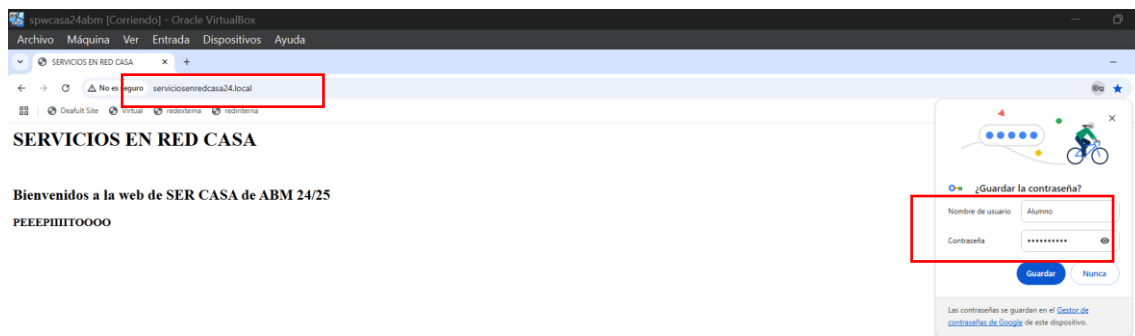 spwcasa24abm [Corriendo] - Oracle VirtualBox
Archivo Máquina Ver Entrada Dispositivos Ayuda
SERVICIOS EN RED CASA
No es seguro serviciosenredcasa24.local
Deafult Site Virtual redexterna redinterna
SERVICIOS EN RED CASA
Bienvenidos a la web de SER CASA de ABM 24/25
PEEEPIIIITOOOO
¿Guardar la contraseña?
Nombre de usuario Alumno
Contraseña ••••••••••
Guardar Nunca
Las contraseñas se guardan en el Gestor de
contraseñas de Google de este dispositivo.